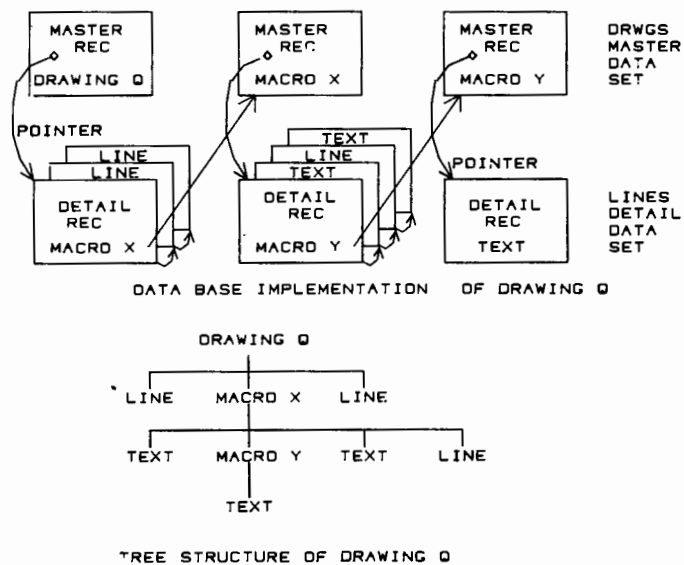 MASTER
REC
DRAWING Q
MASTER
REC
MACRO X
MASTER
REC
MACRO Y
DRWGS
MASTER
DATA
SET
POINTER
LINE
LINE
DETAIL
REC
MACRO X
TEXT
LINE
TEXT
DETAIL
REC
MACRO Y
POINTER
DETAIL
REC
TEXT
LINES
DETAIL
DATA
SET
DATA BASE IMPLEMENTATION OF DRAWING Q
DRAWING Q
LINE MACRO X LINE
TEXT MACRO Y TEXT LINE
TEXT
TREE STRUCTURE OF DRAWING Q